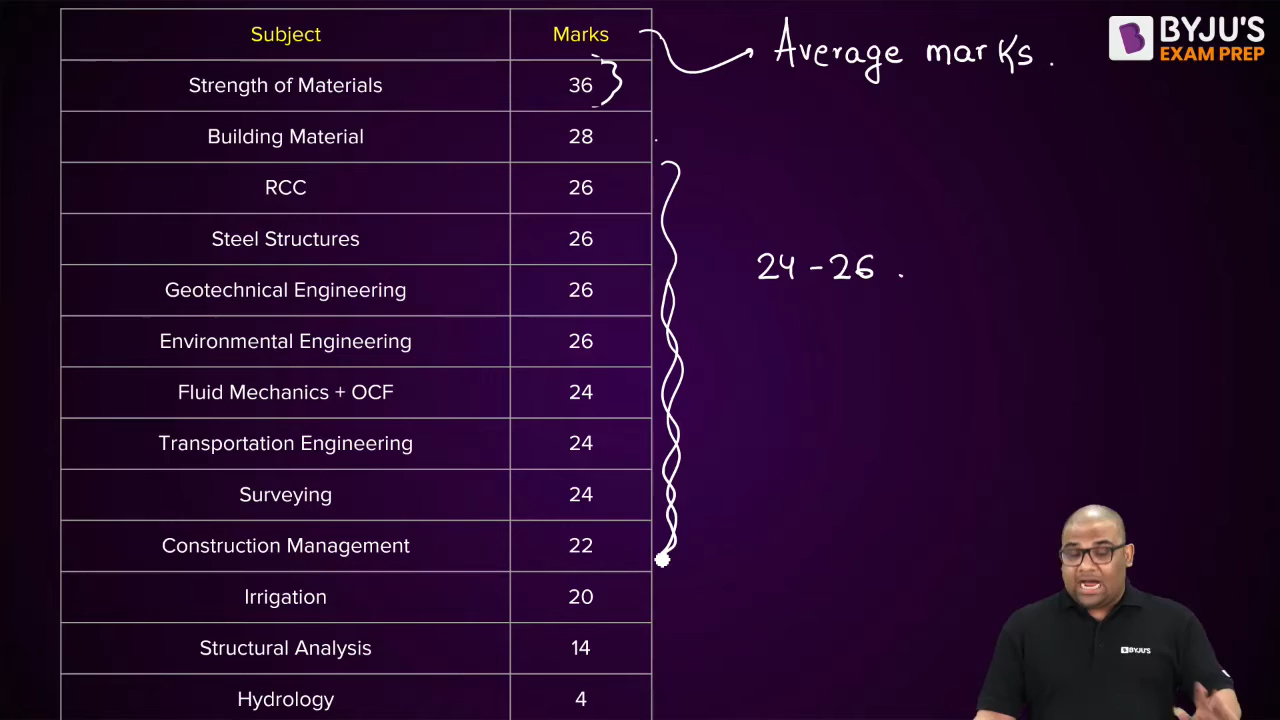 Subject Marks
Average marks.
BYJU'S
EXAM PREP
Strength of Materials 36
Building Material 28
RCC 26
Steel Structures 26
24-26.
Geotechnical Engineering 26
Environmental Engineering 26
Fluid Mechanics + OCF 24
Transportation Engineering 24
Surveying 24
Construction Management 22
Irrigation 20
Structural Analysis 14
BYJU'S
Hydrology 4